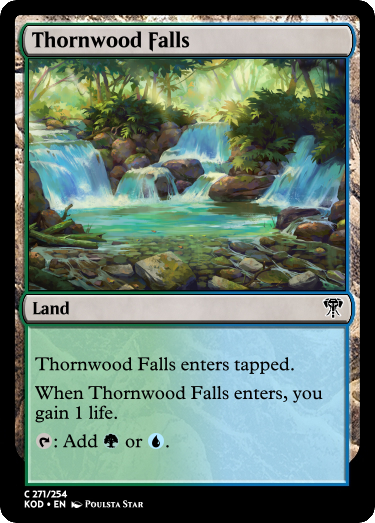 Thornwood Falls
Land
Thornwood Falls enters tapped.
When Thornwood Falls enters, you
gain 1 life.
: Add or .
C 271/254
KOD • EN Poulsta Star